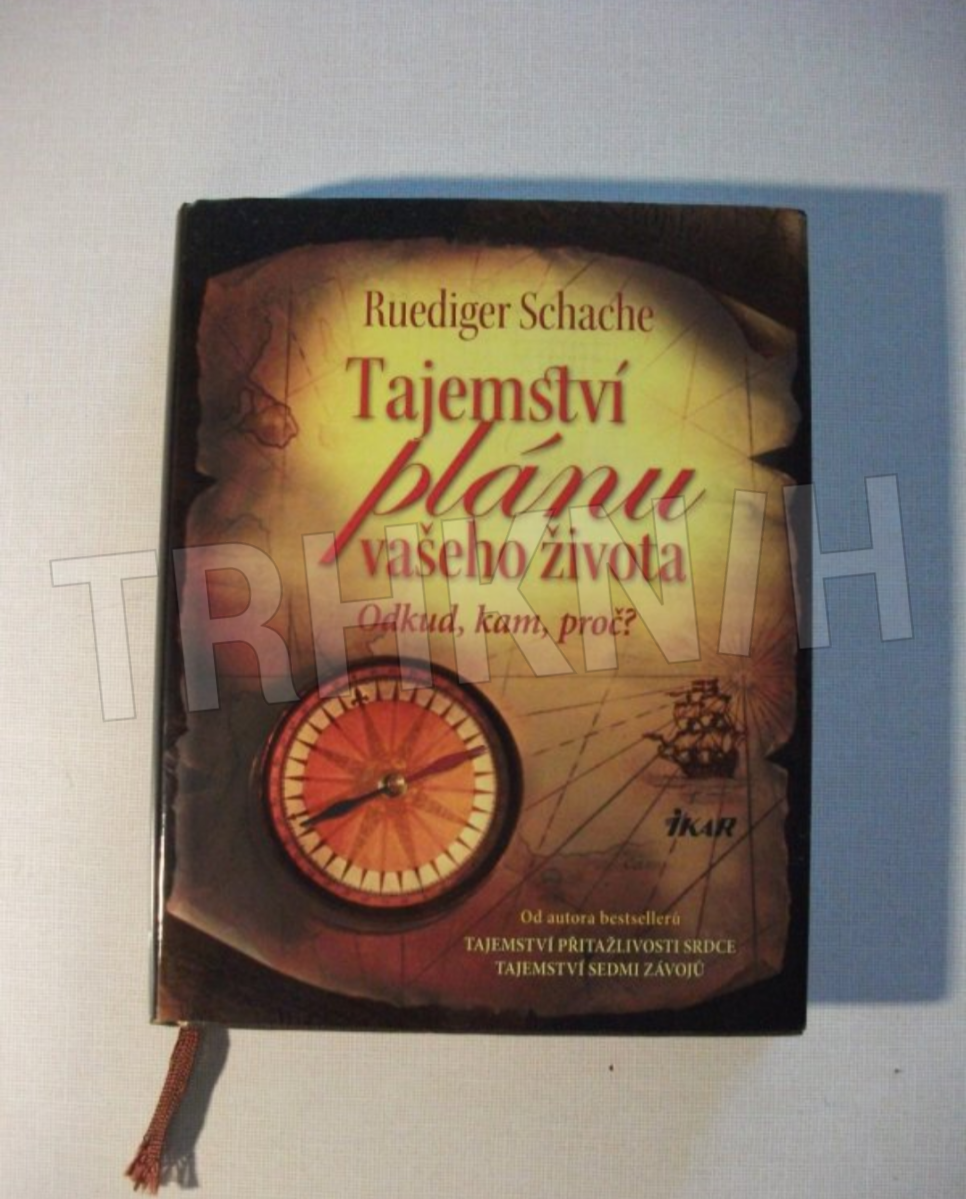 Ruediger Schache
Tajemství
plánu
vašeho života
Odkud, kam, proč?
TRHKNIH
iKAR
Od autora bestsellerů
TAJEMSTVÍ PŘITAŽLIVOSTI SRDCE
TAJEMSTVÍ SEDMI ZÁVOJŮ